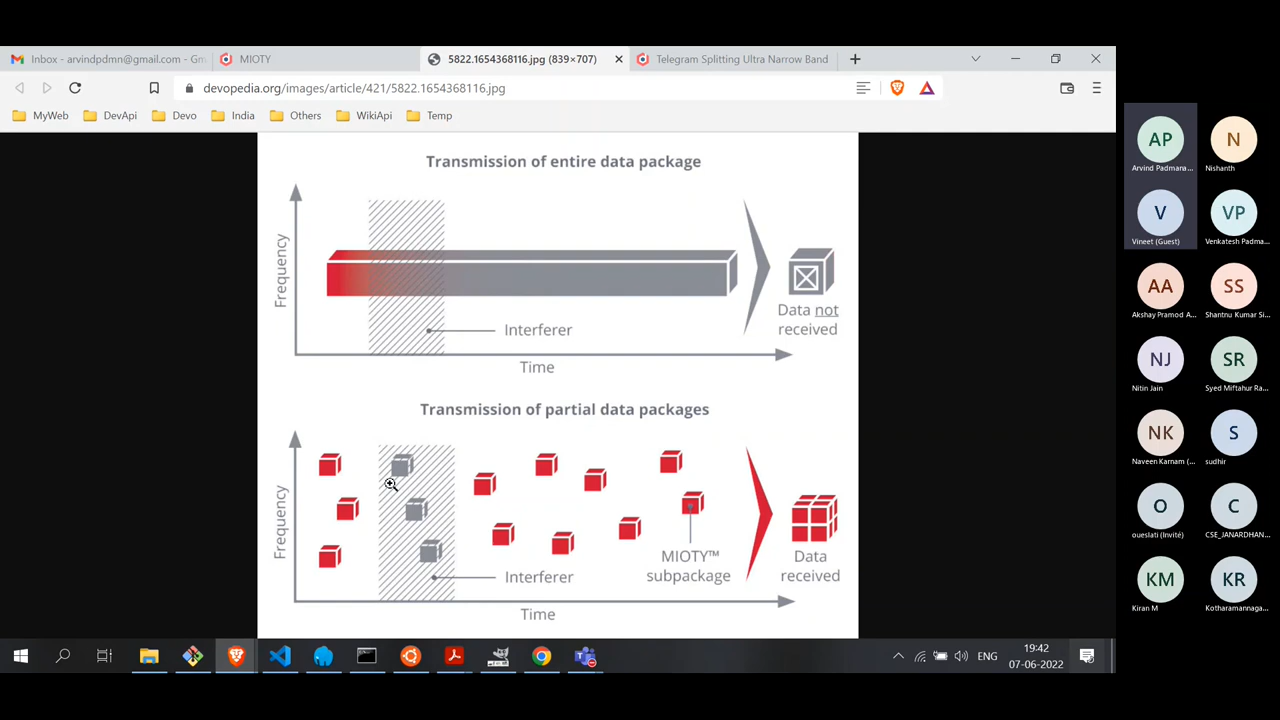 Inbox - arvindpdmn@gmail.com - Gm
MIOTY
5822.1654368116.jpg (839×707)
Telegram Splitting Ultra Narrow Band
devopedia.org/images/article/421/5822.1654368116.jpg
MyWeb
DevApi
Devo
India
Others
WikiApi
Temp
Transmission of entire data package
Frequency
Interferer
Time
Data not
received
Transmission of partial data packages
Frequency
Interferer
Time
MIOTY™
subpackage
Data
received
AP
Arvind Padmana...
N
Nishanth
V
Vineet (Guest)
VP
Venkatesh Padma...
AA
Akshay Pramod A...
SS
Shantnu Kumar Si...
NJ
Nitin Jain
SR
Syed Miftahur Ra...
NK
Naveen Karnam (...
S
sudhir
O
oueslati (Invité)
C
CSE_JANARDHAN...
KM
Kiran M
KR
Kotharamannaga...
ENG
19:42
07-06-2022